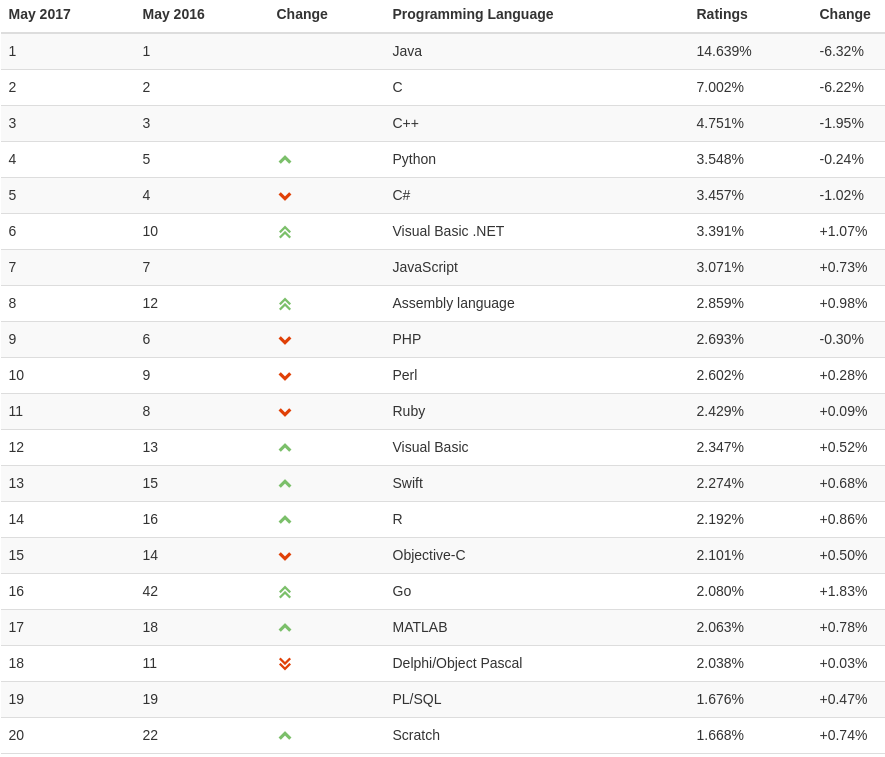 May 2017 May 2016 Change Programming Language Ratings Change
1 1 Java 14.639% -6.32%
2 2 C 7.002% -6.22%
3 3 C++ 4.751% -1.95%
4 5 Python 3.548% -0.24%
5 4 C# 3.457% -1.02%
6 10 Visual Basic .NET 3.391% +1.07%
7 7 JavaScript 3.071% +0.73%
8 12 Assembly language 2.859% +0.98%
9 6 PHP 2.693% -0.30%
10 9 Perl 2.602% +0.28%
11 8 Ruby 2.429% +0.09%
12 13 Visual Basic 2.347% +0.52%
13 15 Swift 2.274% +0.68%
14 16 R 2.192% +0.86%
15 14 Objective-C 2.101% +0.50%
16 42 Go 2.080% +1.83%
17 18 MATLAB 2.063% +0.78%
18 11 Delphi/Object Pascal 2.038% +0.03%
19 19 PL/SQL 1.676% +0.47%
20 22 Scratch 1.668% +0.74%